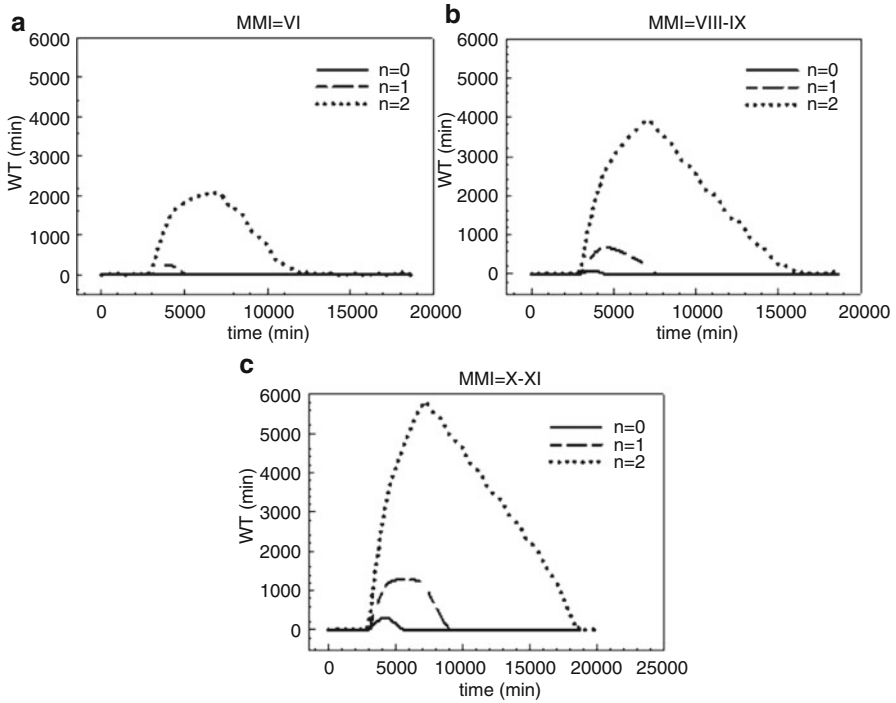 a
MMI=VI
6000
5000
4000
3000
2000
1000
0
WT (min)
n=0
n=1
n=2
0 5000 10000 15000 20000
time (min)
b
MMI=VIII-IX
6000
5000
4000
3000
2000
1000
0
WT (min)
n=0
n=1
n=2
0 5000 10000 15000 20000
time (min)
c
MMI=X-XI
6000
5000
4000
3000
2000
1000
0
WT (min)
n=0
n=1
n=2
0 5000 10000 15000 20000 25000
time (min)